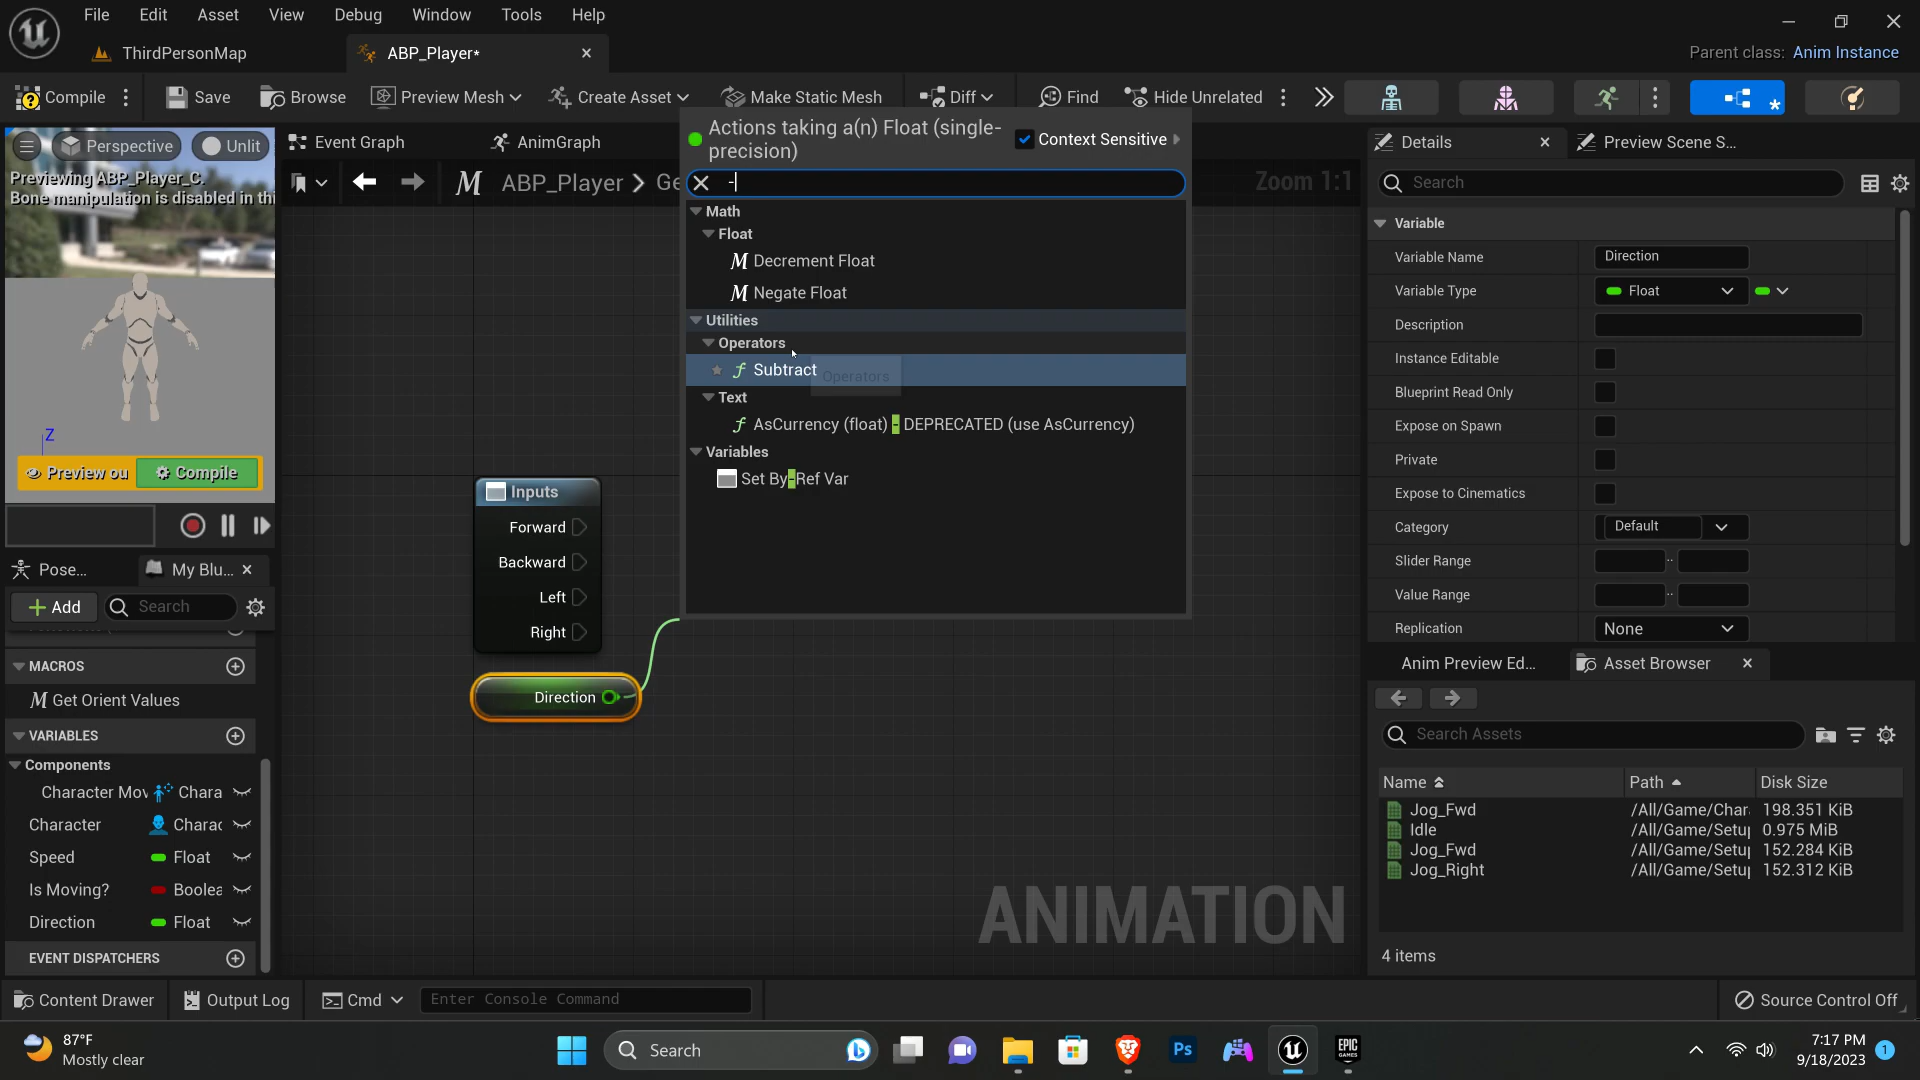 File Edit Asset View Debug Window Tools Help
ThirdPersonMap
ABP_Player*
Parent class: Anim Instance
Compile
Save
Browse
Preview Mesh
Create Asset
Make Static Mesh
Diff
Find
Hide Unrelated
Perspective
Unlit
Previewing ABP_Player_C.
Bone manipulation is disabled in thi
Z
Preview ou
Compile
Event Graph
AnimGraph
ABP_Player > Ge
Zoom 1:1
Actions taking a(n) Float (single-
precision)
Context Sensitive
-
Math
Float
Decrement Float
Negate Float
Utilities
Operators
Subtract
Operators
Text
AsCurrency (float) - DEPRECATED (use AsCurrency)
Variables
Set By-Ref Var
Inputs
Forward
Backward
Left
Right
Direction
ANIMATION
Pose...
My Blu...
Add
Search
MACROS
Get Orient Values
VARIABLES
Components
Character Mov Chara
Character Charac
Speed Float
Is Moving? Boolea
Direction Float
EVENT DISPATCHERS
Details
Preview Scene S...
Search
Variable
Variable Name Direction
Variable Type Float
Description
Instance Editable
Blueprint Read Only
Expose on Spawn
Private
Expose to Cinematics
Category Default
Slider Range
Value Range
Replication None
Anim Preview Ed...
Asset Browser
Search Assets
Name Path Disk Size
Jog_Fwd /All/Game/Char 198.351 KiB
Idle /All/Game/Setu 0.975 MiB
Jog_Fwd /All/Game/Setu 152.284 KiB
Jog_Right /All/Game/Setu 152.312 KiB
4 items
Content Drawer
Output Log
Cmd
Enter Console Command
Source Control Off
87°F
Mostly clear
Search
Ps
EPIC
GAMES
7:17 PM
9/18/2023
1